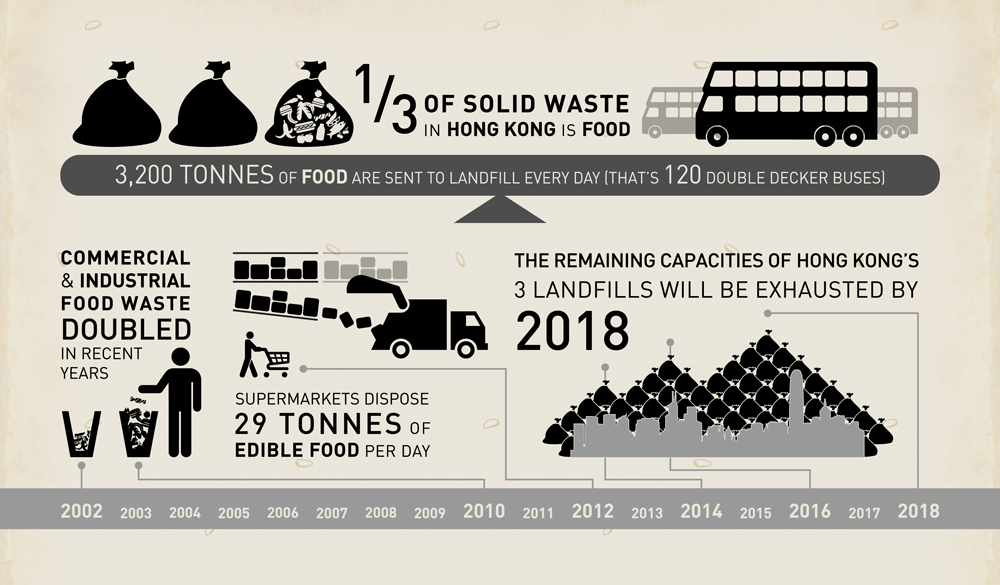 1/3 OF SOLID WASTE
IN HONG KONG IS FOOD
3,200 TONNES OF FOOD ARE SENT TO LANDFILL EVERY DAY (THAT'S 120 DOUBLE DECKER BUSES)
COMMERCIAL
& INDUSTRIAL
FOOD WASTE
DOUBLED
IN RECENT
YEARS
SUPERMARKETS DISPOSE
29 TONNES OF
EDIBLE FOOD PER DAY
THE REMAINING CAPACITIES OF HONG KONG'S
3 LANDFILLS WILL BE EXHAUSTED BY
2018
2002 2003 2004 2005 2006 2007 2008 2009 2010 2011 2012 2013 2014 2015 2016 2017 2018